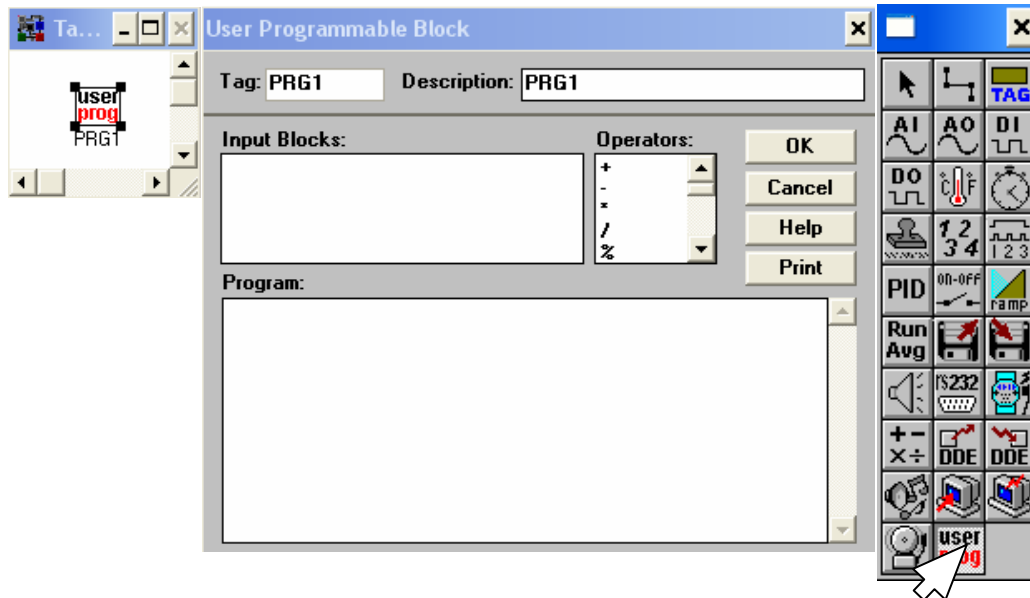 Ta...
user
prog
PRG1
User Programmable Block
Tag: PRG1 Description: PRG1
Input Blocks:
Operators:
+
-
*
/
%
OK
Cancel
Help
Print
Program:
TAG
AI AO DI
DO °C °F
1 2
3 4
1 2 3
PID on-off ramp
Run
Avg
rs232
+ −
× ÷
DDE DDE
user
prog